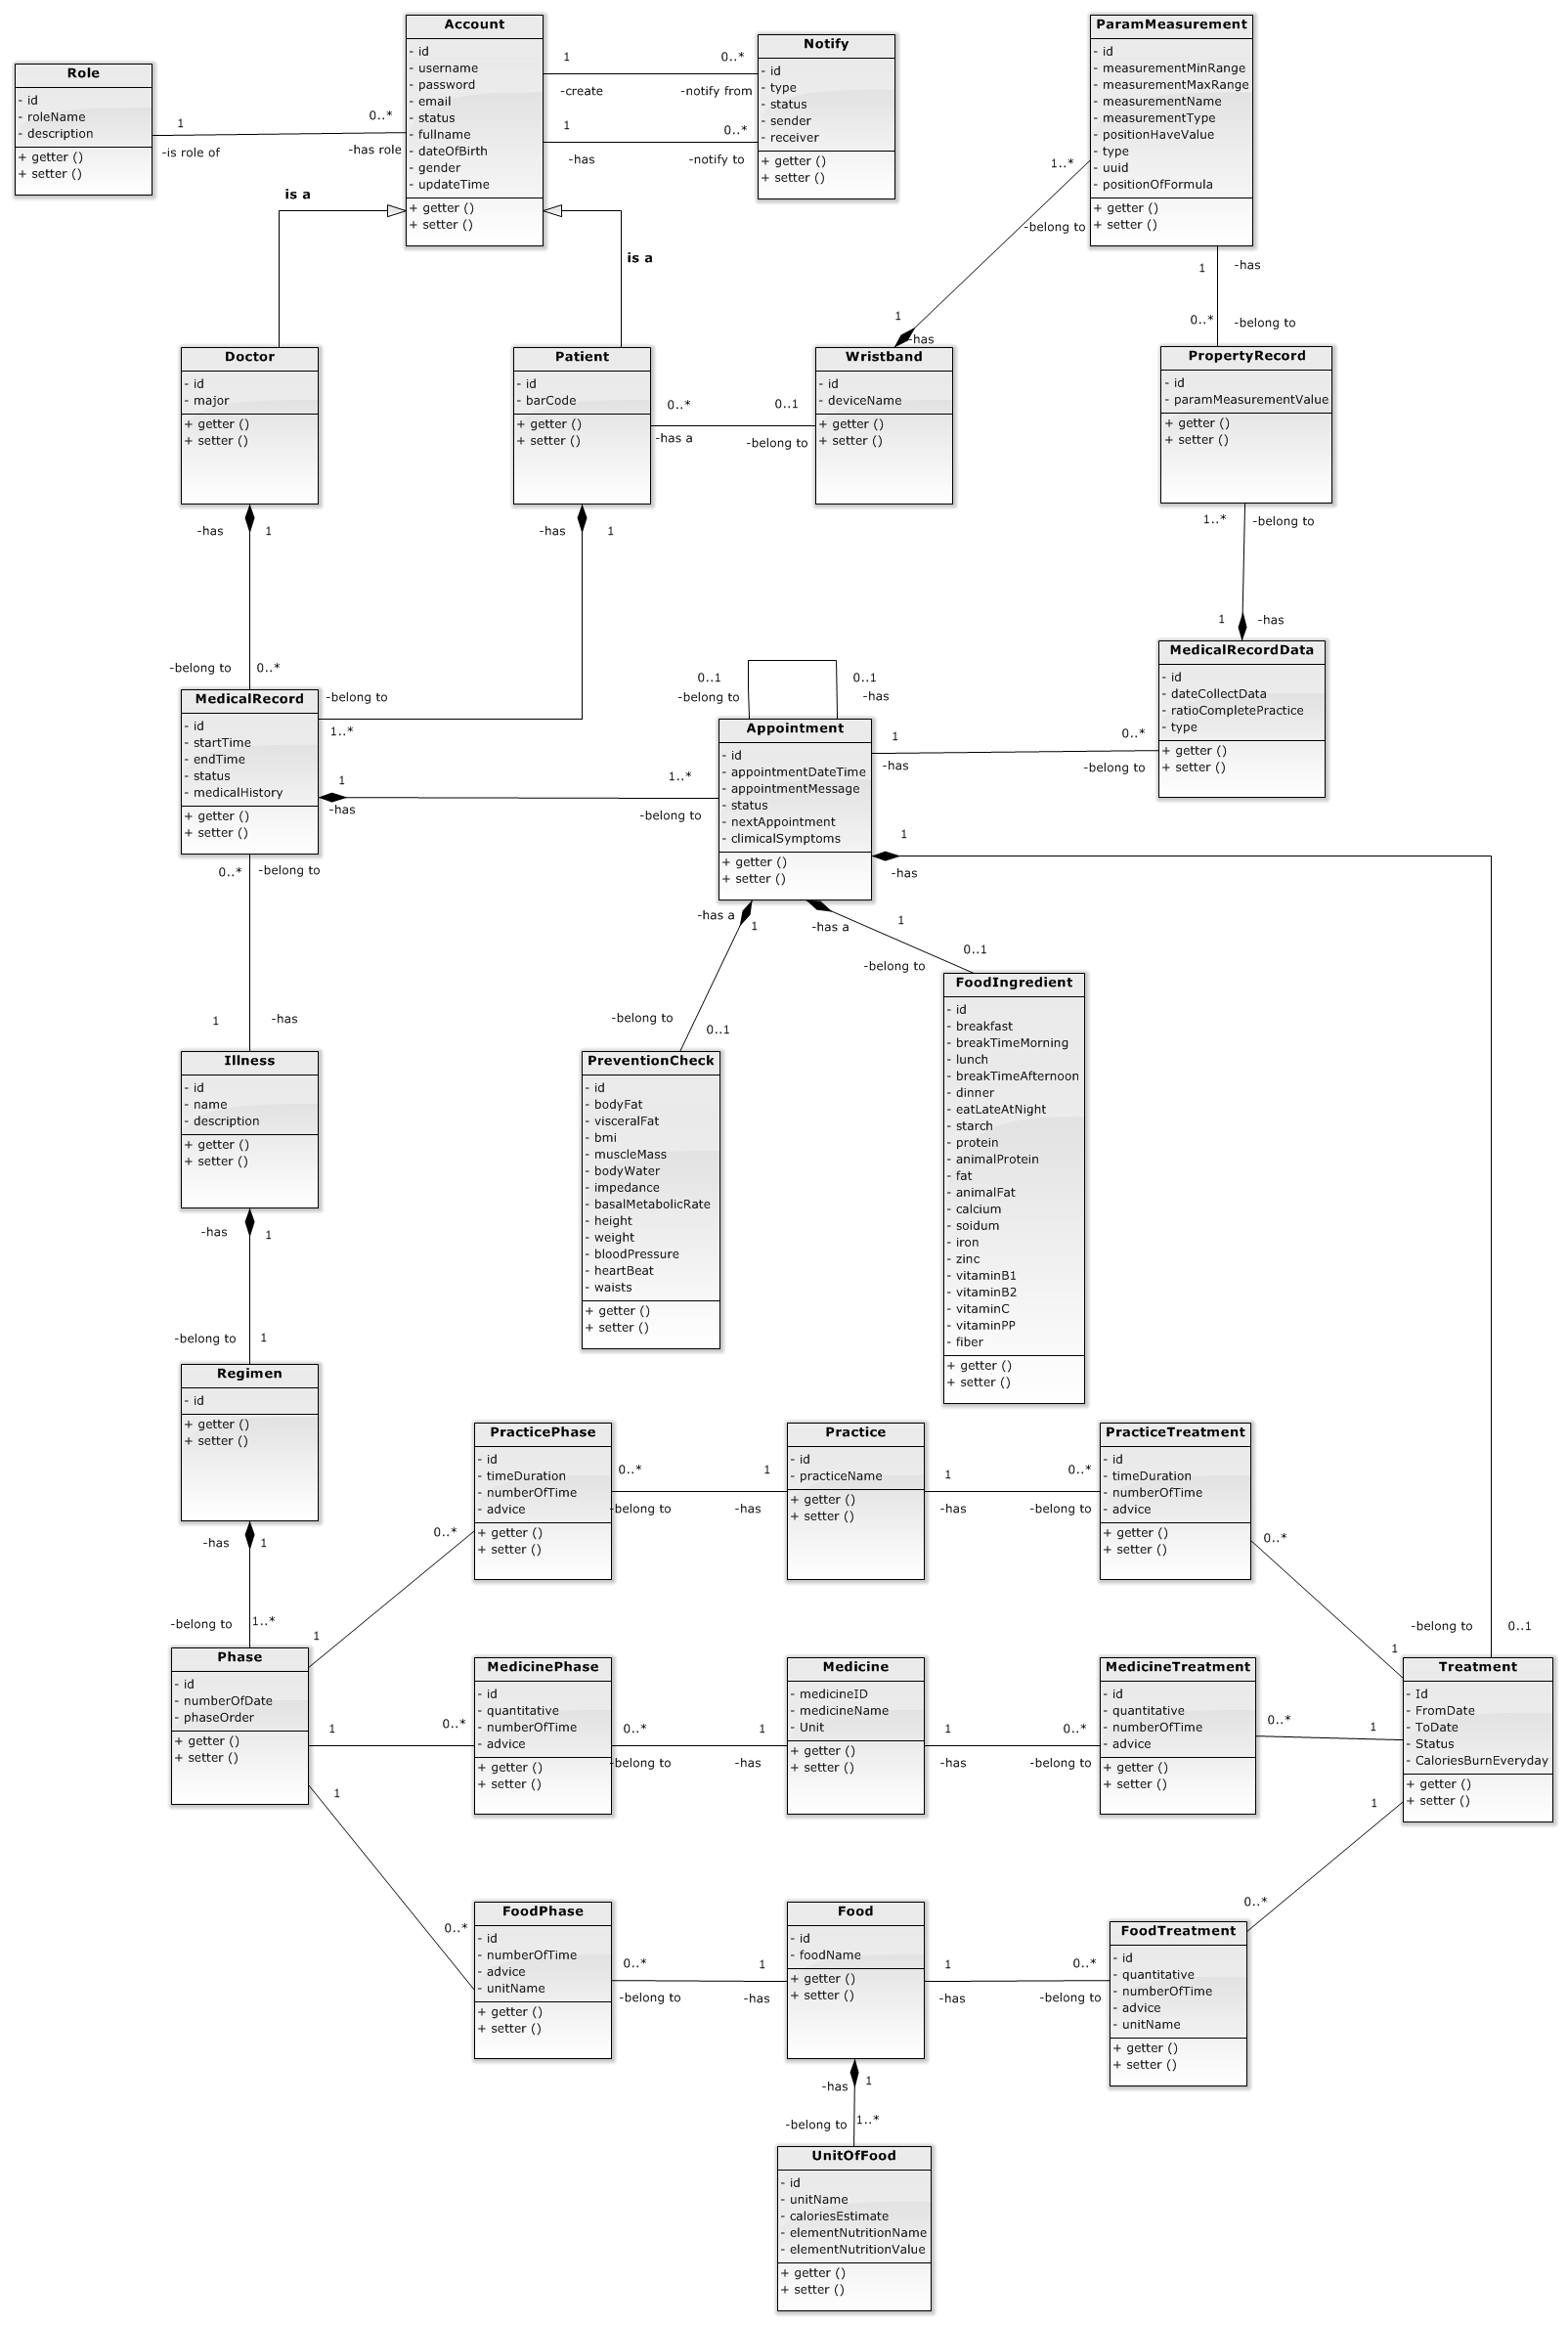 Role
- id
- roleName
- description
+ getter ()
+ setter ()
1
-is role of
0..*
-has role
Account
- id
- username
- password
- email
- status
- fullname
- dateOfBirth
- gender
- updateTime
+ getter ()
+ setter ()
1
-create
0..*
-notify from
1
-has
0..*
-notify to
Notify
- id
- type
- status
- sender
- receiver
+ getter ()
+ setter ()
ParamMeasurement
- id
- measurementMinRange
- measurementMaxRange
- measurementName
- measurementType
- positionHaveValue
- type
- uuid
- positionOfFormula
+ getter ()
+ setter ()
is a
is a
1..*
-belong to
1
-has
1
-has
0..*
-belong to
Doctor
- id
- major
+ getter ()
+ setter ()
Patient
- id
- barCode
+ getter ()
+ setter ()
0..*
-has a
0..1
-belong to
Wristband
- id
- deviceName
+ getter ()
+ setter ()
PropertyRecord
- id
- paramMeasurementValue
+ getter ()
+ setter ()
-has
1
-has
1
1..*
-belong to
1
-has
-belong to
0..*
-belong to
1..*
MedicalRecord
- id
- startTime
- endTime
- status
- medicalHistory
+ getter ()
+ setter ()
1
-has
1..*
-belong to
0..1
-belong to
0..1
-has
Appointment
- id
- appointmentDateTime
- appointmentMessage
- status
- nextAppointment
- climicalSymptoms
+ getter ()
+ setter ()
1
-has
0..*
-belong to
MedicalRecordData
- id
- dateCollectData
- ratioCompletePractice
- type
+ getter ()
+ setter ()
1
-has
0..*
-belong to
-has a
1
-has a
1
0..1
-belong to
-belong to
0..1
1
-has
Illness
- id
- name
- description
+ getter ()
+ setter ()
PreventionCheck
- id
- bodyFat
- visceralFat
- bmi
- muscleMass
- bodyWater
- impedance
- basalMetabolicRate
- height
- weight
- bloodPressure
- heartBeat
- waists
+ getter ()
+ setter ()
FoodIngredient
- id
- breakfast
- breakTimeMorning
- lunch
- breakTimeAfternoon
- dinner
- eatLateAtNight
- starch
- protein
- animalProtein
- fat
- animalFat
- calcium
- soidum
- iron
- zinc
- vitaminB1
- vitaminB2
- vitaminC
- vitaminPP
- fiber
+ getter ()
+ setter ()
-has
1
-belong to
1
Regimen
- id
+ getter ()
+ setter ()
-has
1
-belong to
1..*
PracticePhase
- id
- timeDuration
- numberOfTime
- advice
+ getter ()
+ setter ()
0..*
-belong to
1
-has
Practice
- id
- practiceName
+ getter ()
+ setter ()
1
-has
0..*
-belong to
PracticeTreatment
- id
- timeDuration
- numberOfTime
- advice
+ getter ()
+ setter ()
0..*
1
0..*
1
-belong to
0..1
Phase
- id
- numberOfDate
- phaseOrder
+ getter ()
+ setter ()
1
0..*
MedicinePhase
- id
- quantitative
- numberOfTime
- advice
+ getter ()
+ setter ()
0..*
-belong to
1
-has
Medicine
- medicineID
- medicineName
- Unit
+ getter ()
+ setter ()
1
-has
0..*
-belong to
MedicineTreatment
- id
- quantitative
- numberOfTime
- advice
+ getter ()
+ setter ()
0..*
1
Treatment
- Id
- FromDate
- ToDate
- Status
- CaloriesBurnEveryday
+ getter ()
+ setter ()
1
0..*
1
0..*
FoodPhase
- id
- numberOfTime
- advice
- unitName
+ getter ()
+ setter ()
0..*
-belong to
1
-has
Food
- id
- foodName
+ getter ()
+ setter ()
1
-has
0..*
-belong to
FoodTreatment
- id
- quantitative
- numberOfTime
- advice
- unitName
+ getter ()
+ setter ()
-has
1
-belong to
1..*
UnitOfFood
- id
- unitName
- caloriesEstimate
- elementNutritionName
- elementNutritionValue
+ getter ()
+ setter ()